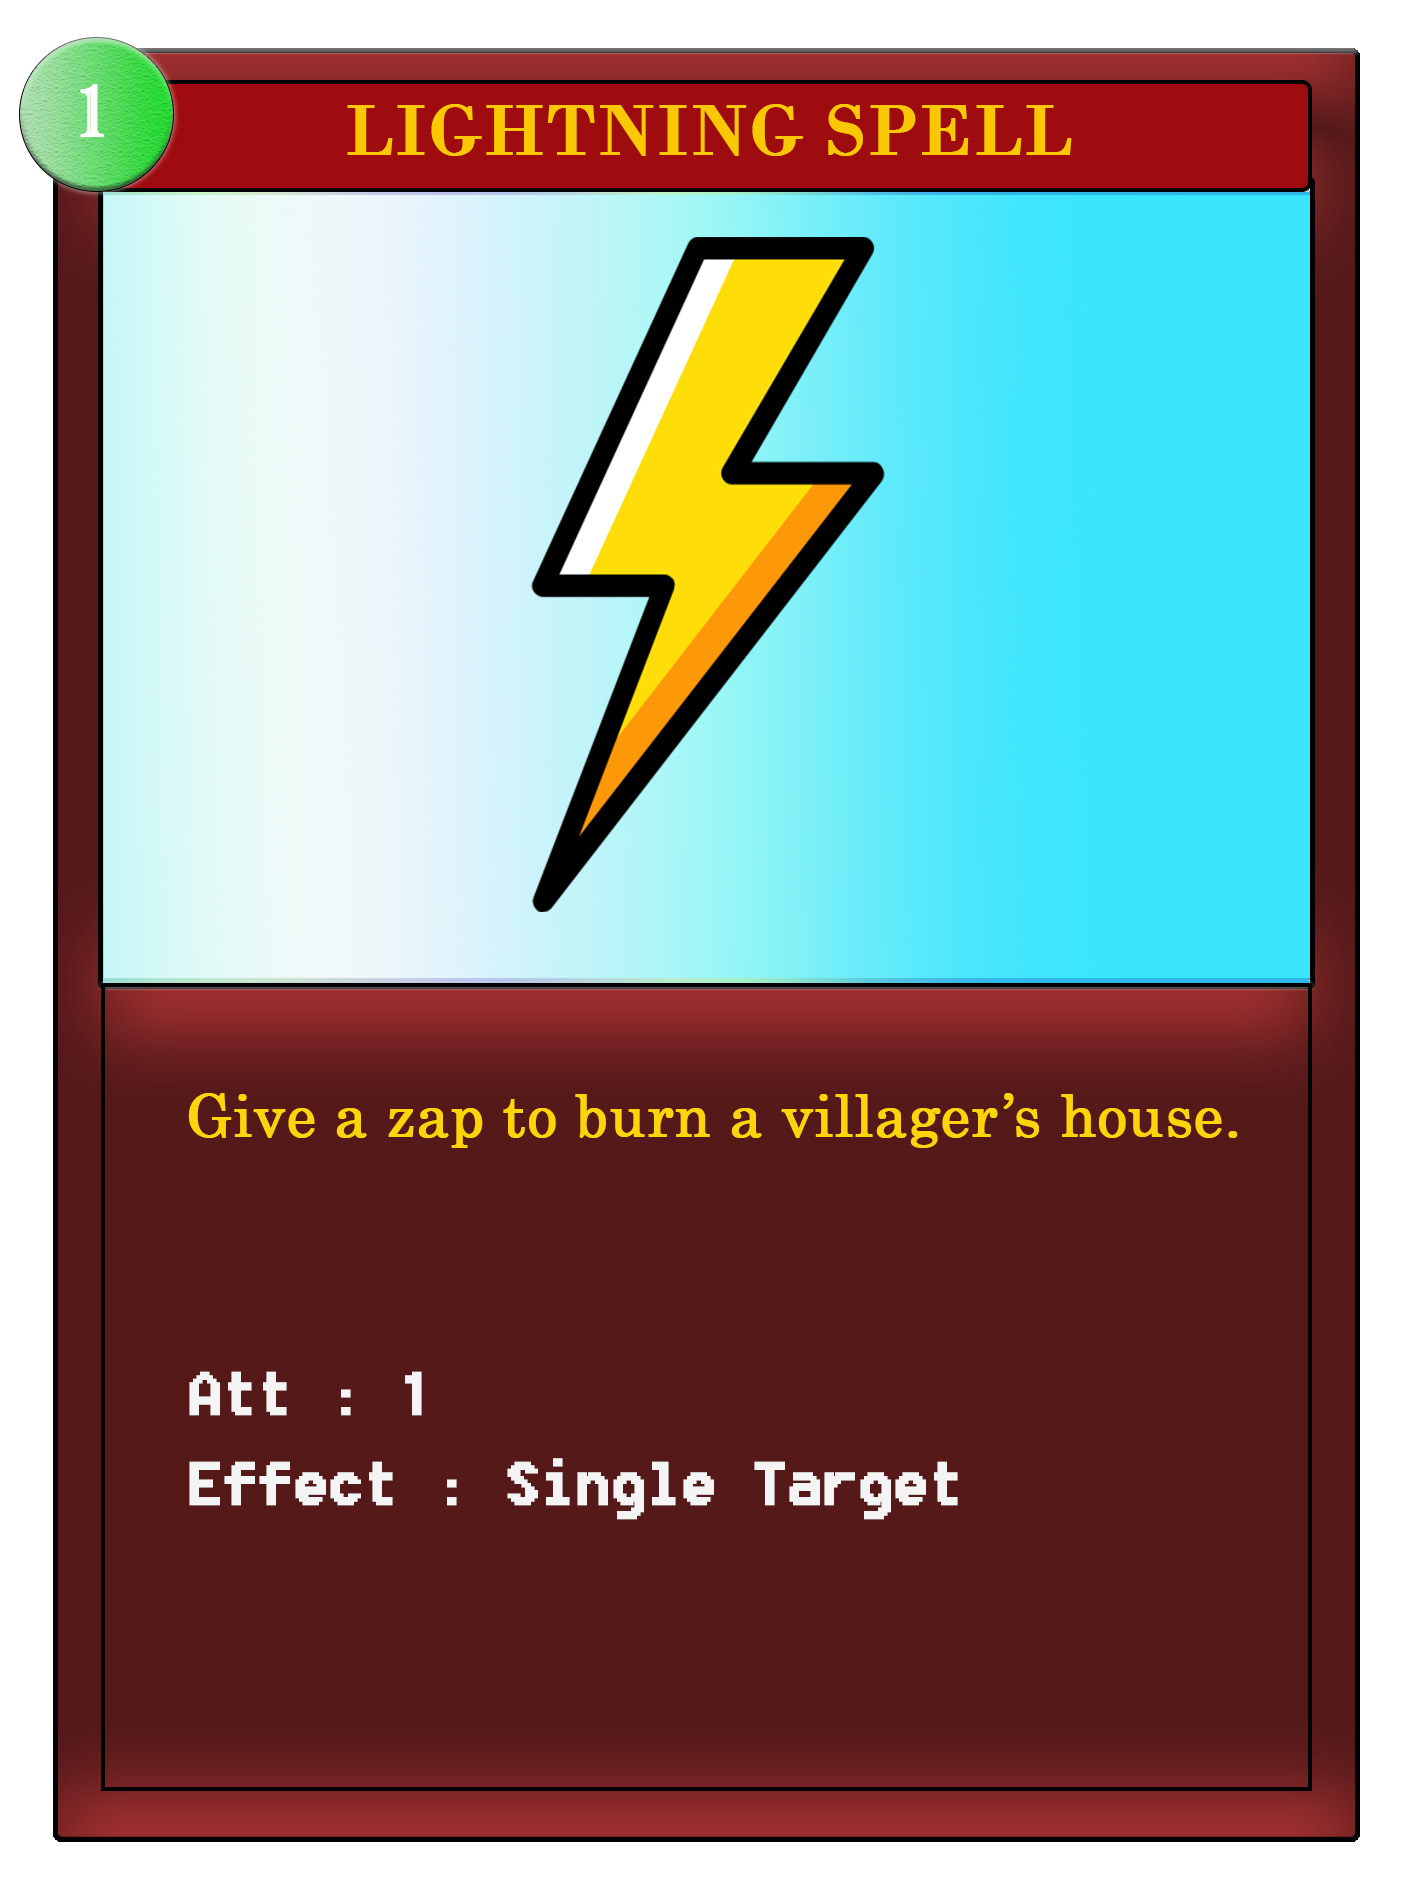 1
LIGHTNING SPELL
Give a zap to burn a villager’s house.
Att : 1
Effect : Single Target